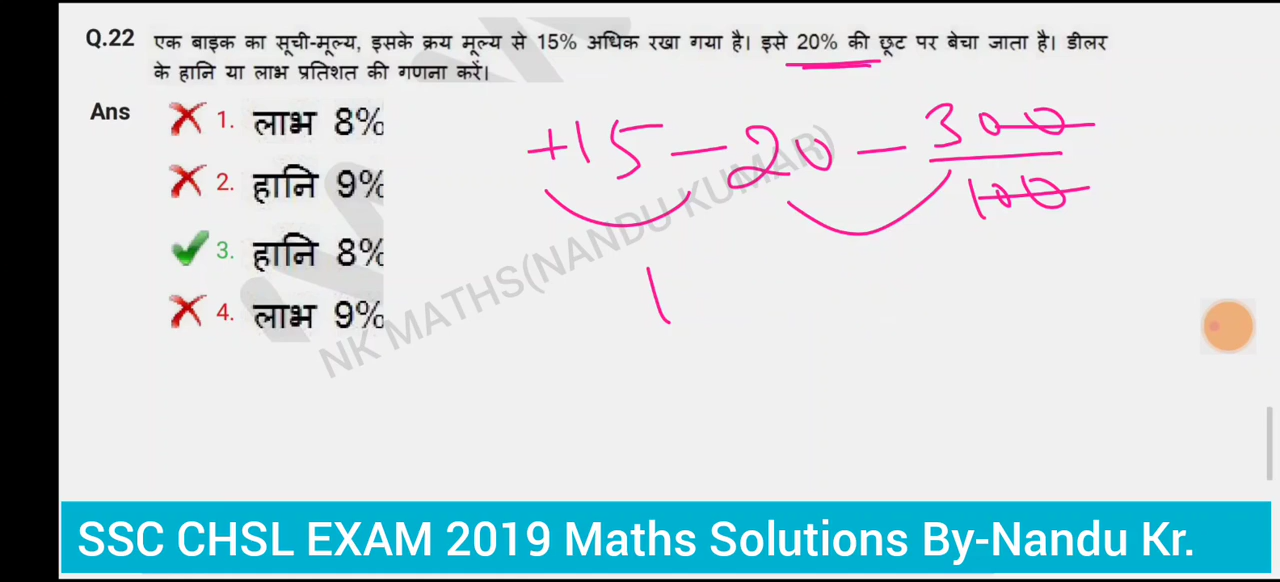 Q.22 एक बाइक का सूची-मूल्य, इसके क्रय मूल्य से 15% अधिक रखा गया है। इसे 20% की छूट पर बेचा जाता है। डीलर
के हानि या लाभ प्रतिशत की गणना करें।
Ans
1. लाभ 8%
2. हानि 9%
3. हानि 8%
4. लाभ 9%
+15 - 20 - 300/100
NK MATHS(NANDU KUMAR)
SSC CHSL EXAM 2019 Maths Solutions By-Nandu Kr.